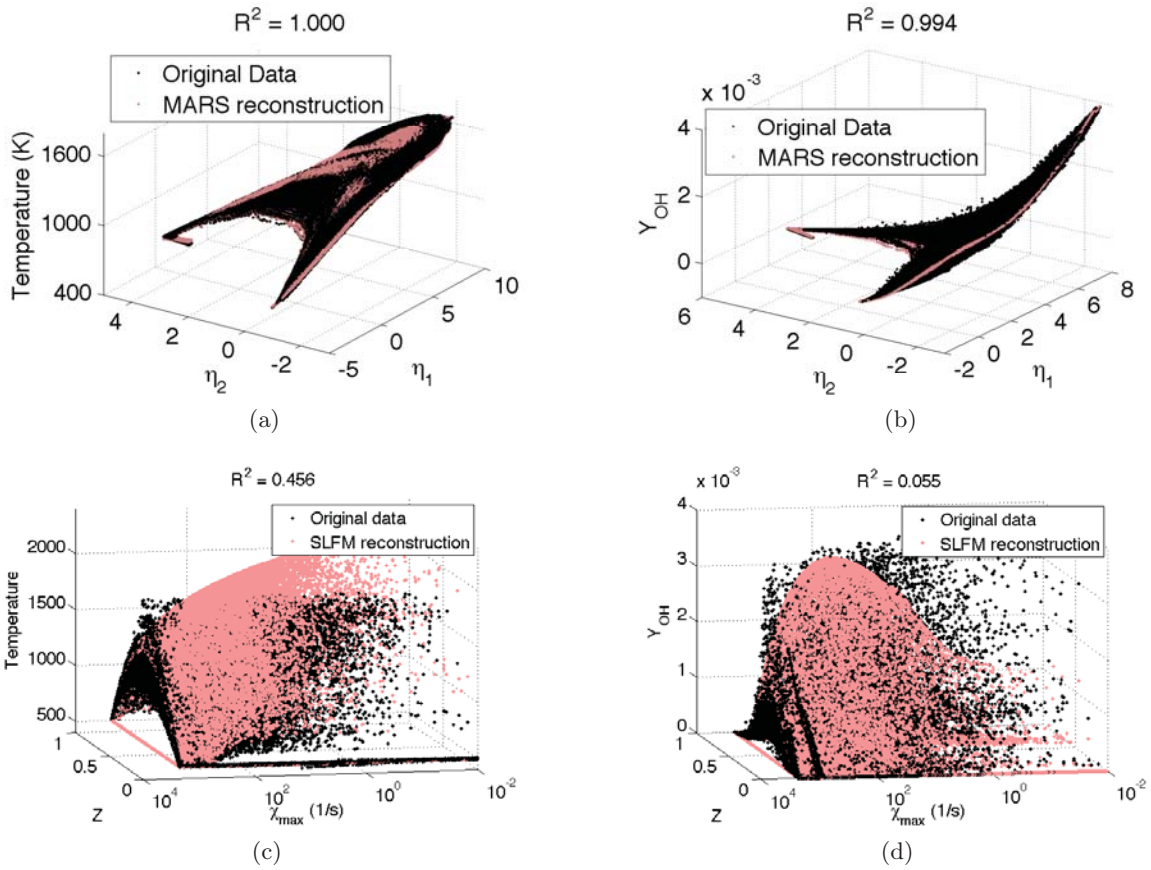 R² = 1.000
Original Data
MARS reconstruction
Temperature (K)
1600
1000
400
4
2
0
-2
η₂
-5
0
5
10
η₁
(a)
R² = 0.994
x 10⁻³
Original Data
MARS reconstruction
Y_OH
4
2
0
6
4
2
0
-2
η₂
-2
0
2
4
6
8
η₁
(b)
R² = 0.456
Original data
SLFM reconstruction
Temperature
2000
1500
1000
500
1
0.5
0
Z
10⁴
10²
10⁰
10⁻²
χ_max (1/s)
(c)
x 10⁻³
R² = 0.055
Original data
SLFM reconstruction
Y_OH
4
3
2
1
0
1
0.5
0
Z
10⁴
10²
10⁰
10⁻²
χ_max (1/s)
(d)